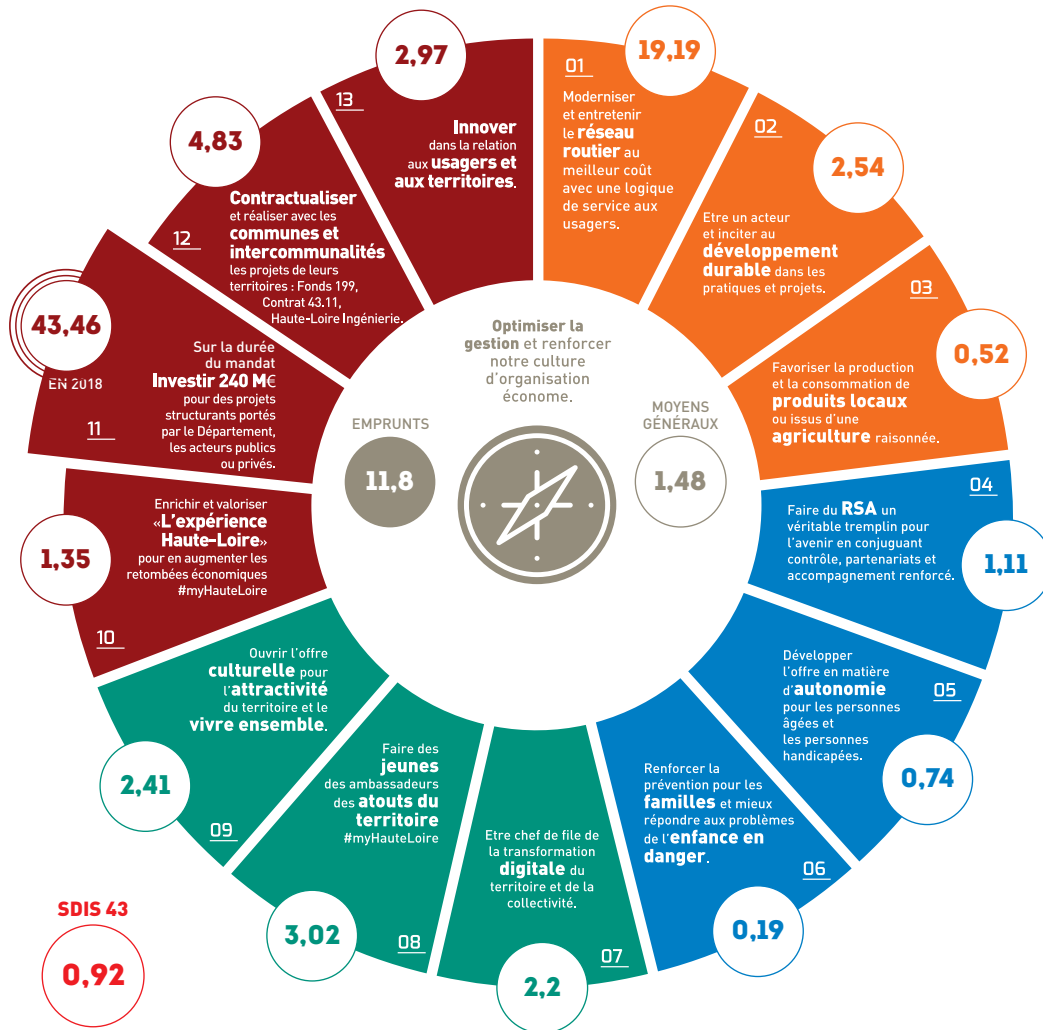 01
19,19
Moderniser
et entretenir
le réseau
routier au
meilleur coût
avec une logique
de service aux
usagers.
02
2,54
Etre un acteur
et inciter au
développement
durable dans les
pratiques et projets.
03
0,52
Favoriser la production
et la consommation de
produits locaux
ou issus d'une
agriculture raisonnée.
04
1,11
Faire du RSA un
véritable tremplin pour
l'avenir en conjuguant
contrôle, partenariats et
accompagnement renforcé.
05
0,74
Développer
l'offre en matière
d'autonomie
pour les personnes
âgées et
les personnes
handicapées.
06
0,19
Renforcer la
prévention pour les
familles et mieux
répondre aux problèmes
de l'enfance en
danger.
07
2,2
Etre chef de file de
la transformation
digitale du
territoire et de la
collectivité.
08
3,02
Faire des
jeunes
des ambassadeurs
des atouts du
territoire
#myHauteLoire
09
2,41
Ouvrir l'offre
culturelle pour
l'attractivité
du territoire et le
vivre ensemble.
10
1,35
Enrichir et valoriser
«L'expérience
Haute-Loire»
pour en augmenter les
retombées économiques
#myHauteLoire
11
43,46
EN 2018
Sur la durée
du mandat
Investir 240 M€
pour des projets
structurants portés
par le Département,
les acteurs publics
ou privés.
12
4,83
Contractualiser
et réaliser avec les
communes et
intercommunalités
les projets de leurs
territoires : Fonds 199,
Contrat 43.11,
Haute-Loire Ingénierie.
13
2,97
Innover
dans la relation
aux usagers et
aux territoires.
Optimiser la
gestion et renforcer
notre culture
d'organisation
économe.
EMPRUNTS
11,8
MOYENS
GÉNÉRAUX
1,48
SDIS 43
0,92